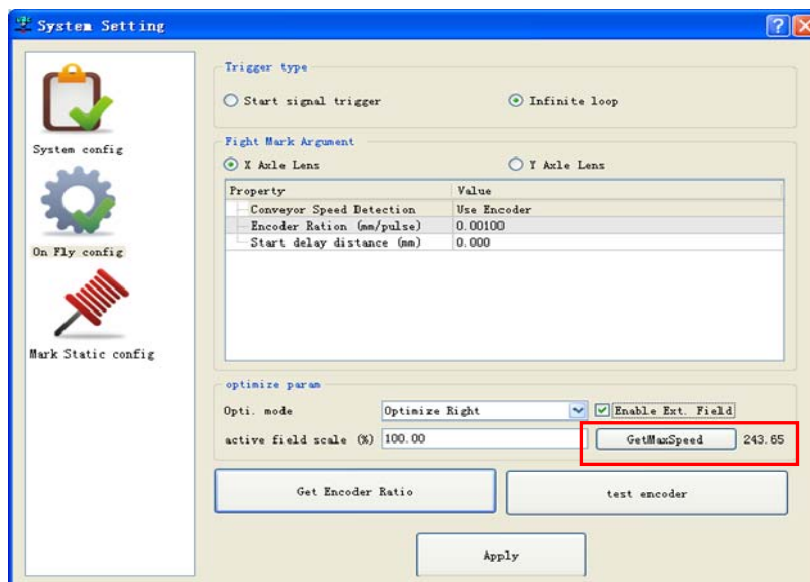 System Setting
System config
On Fly config
Mark Static config
Trigger type
Start signal trigger
Infinite loop
Fight Mark Argument
X Axle Lens
Y Axle Lens
Property Value
Conveyor Speed Detection Use Encoder
Encoder Ration (mm/pulse) 0.00100
Start delay distance (mm) 0.000
optimize param
Opti. mode Optimize Right Enable Ext. Field
active field scale (%) 100.00 GetMaxSpeed 243.65
Get Encoder Ratio
test encoder
Apply